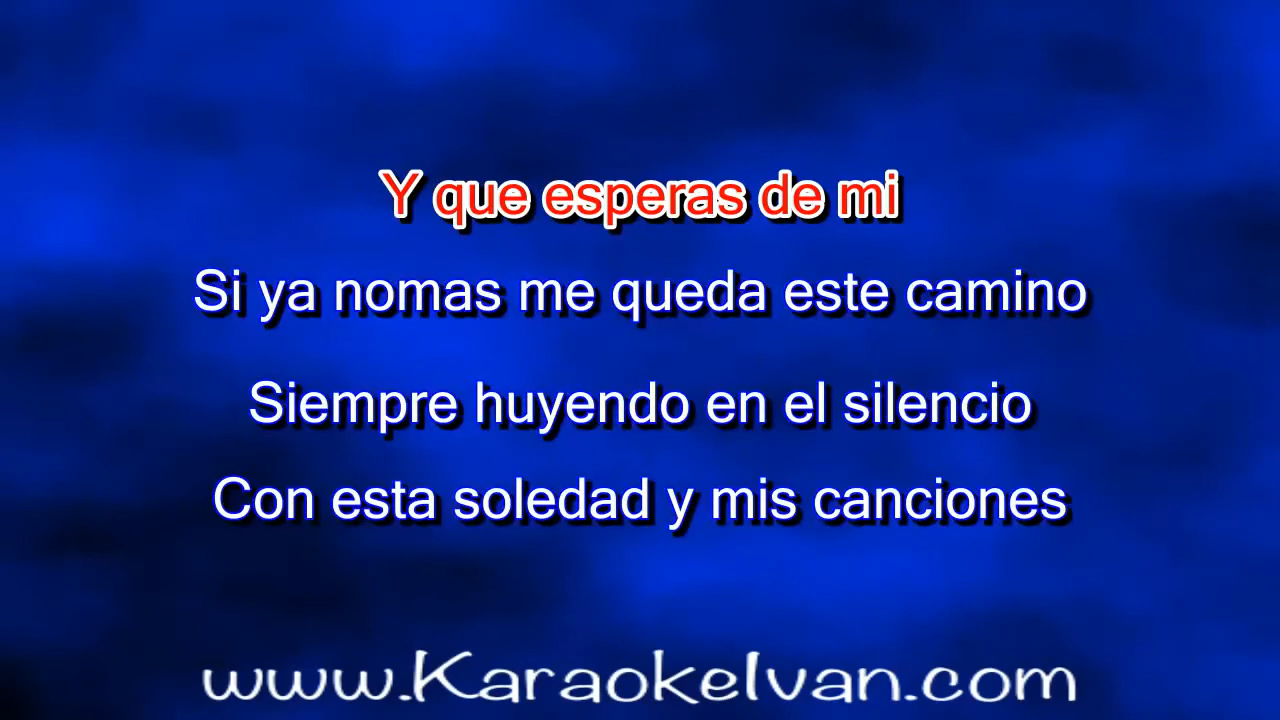 Y que esperas de mi
Si ya nomas me queda este camino
Siempre huyendo en el silencio
Con esta soledad y mis canciones
www.KaraokeIvan.com